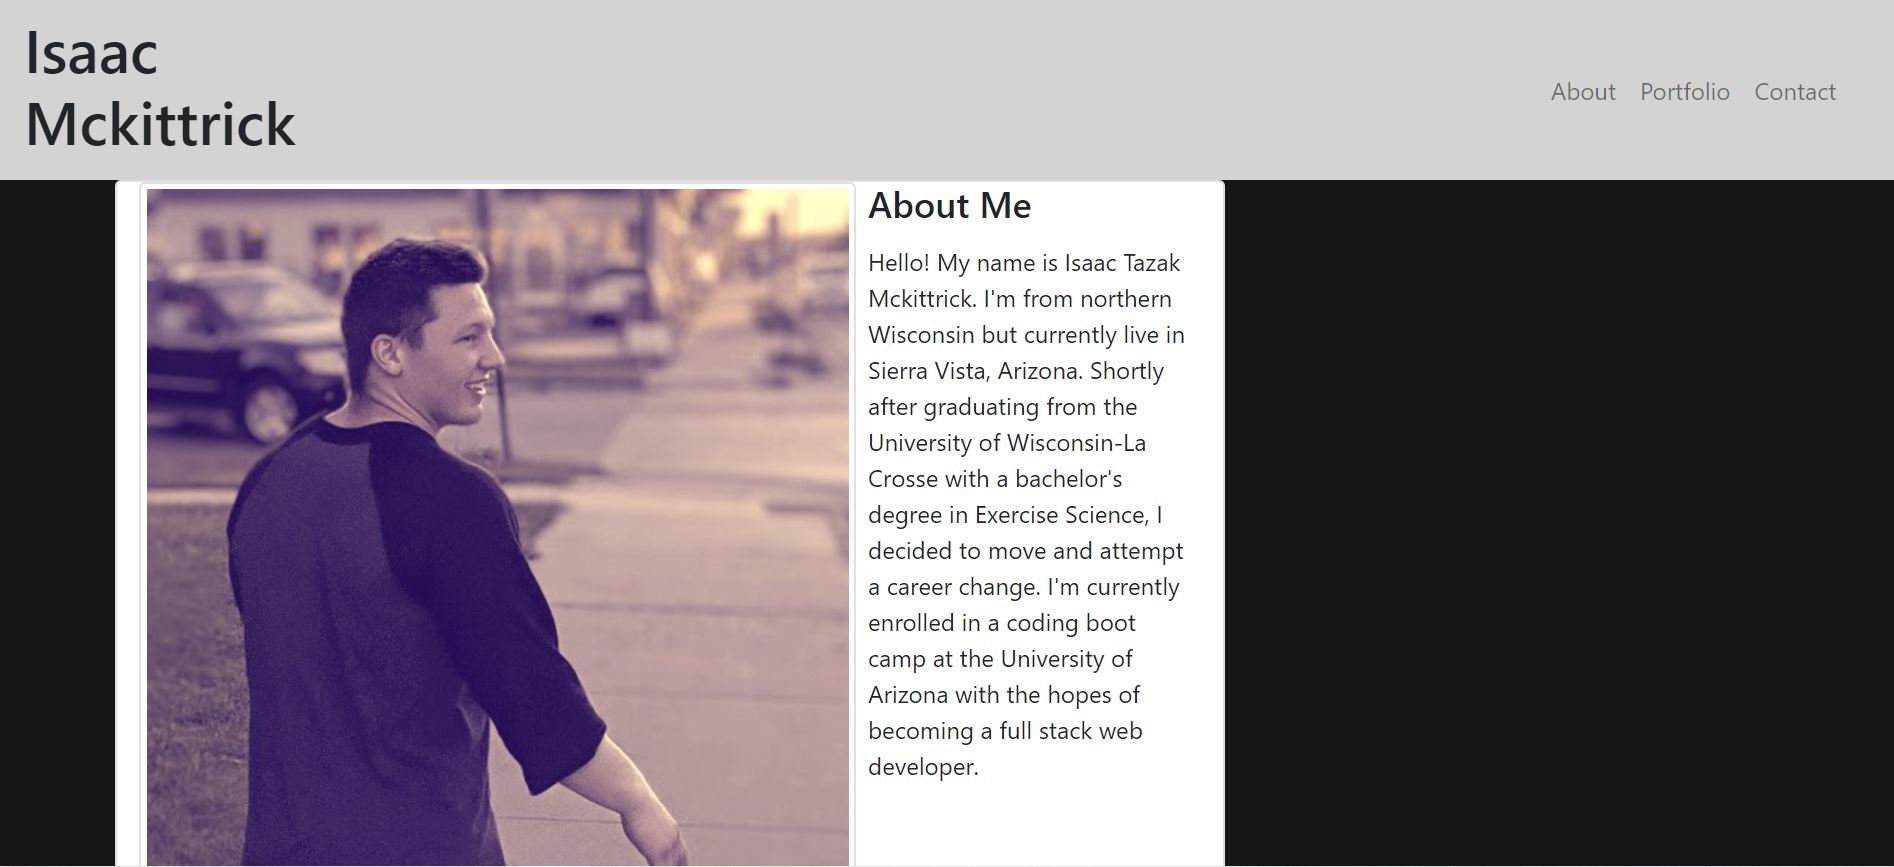 Isaac
Mckittrick
About Portfolio Contact
About Me
Hello! My name is Isaac Tazak
Mckittrick. I'm from northern
Wisconsin but currently live in
Sierra Vista, Arizona. Shortly
after graduating from the
University of Wisconsin-La
Crosse with a bachelor's
degree in Exercise Science, I
decided to move and attempt
a career change. I'm currently
enrolled in a coding boot
camp at the University of
Arizona with the hopes of
becoming a full stack web
developer.